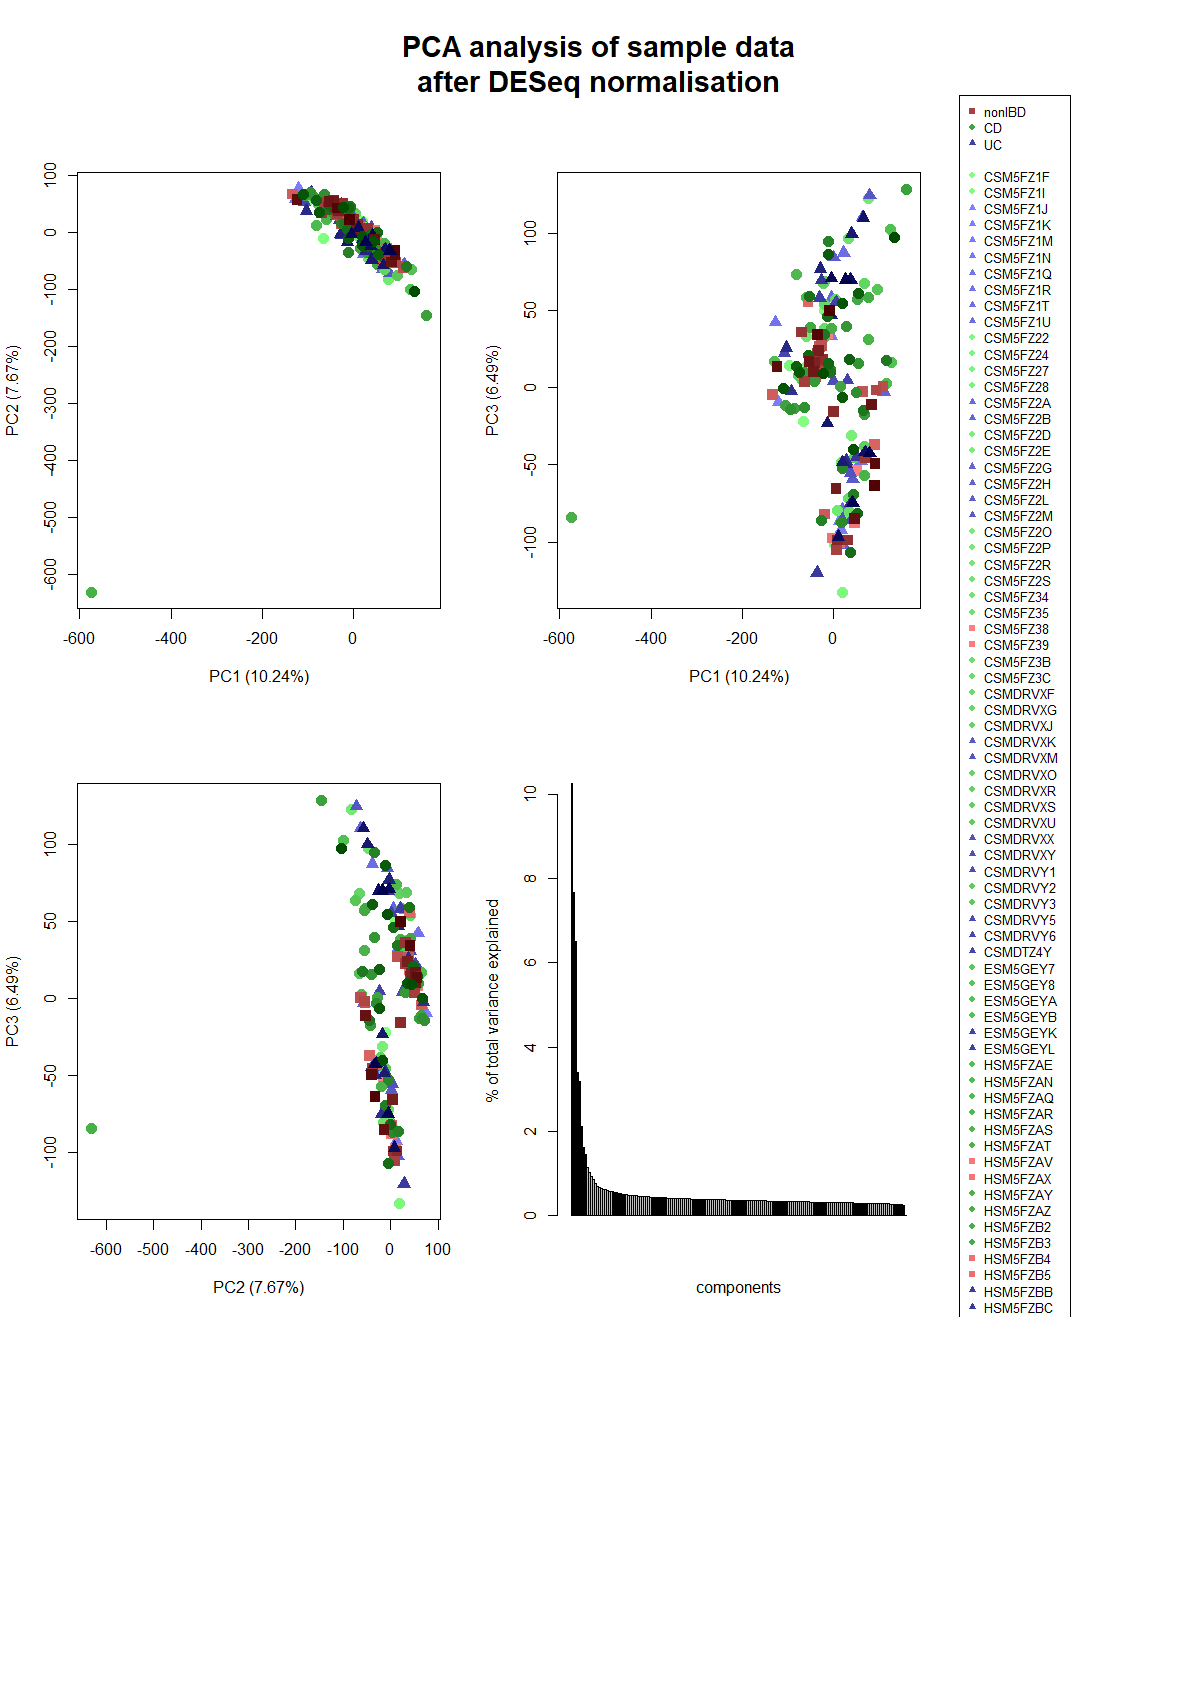 PCA analysis of sample data
after DESeq normalisation
100
0
-100
-200
-300
-400
-500
-600
PC2 (7.67%)
-600
-400
-200
0
PC1 (10.24%)
100
50
0
-50
-100
PC3 (6.49%)
-600
-400
-200
0
PC1 (10.24%)
100
50
0
-50
-100
PC3 (6.49%)
-600
-500
-400
-300
-200
-100
0
100
PC2 (7.67%)
10
8
6
4
2
0
% of total variance explained
components
nonIBD
CD
UC
CSM5FZ1F
CSM5FZ1I
CSM5FZ1J
CSM5FZ1K
CSM5FZ1M
CSM5FZ1N
CSM5FZ1Q
CSM5FZ1R
CSM5FZ1T
CSM5FZ1U
CSM5FZ22
CSM5FZ24
CSM5FZ27
CSM5FZ28
CSM5FZ2A
CSM5FZ2B
CSM5FZ2D
CSM5FZ2E
CSM5FZ2G
CSM5FZ2H
CSM5FZ2L
CSM5FZ2M
CSM5FZ2O
CSM5FZ2P
CSM5FZ2R
CSM5FZ2S
CSM5FZ34
CSM5FZ35
CSM5FZ38
CSM5FZ39
CSM5FZ3B
CSM5FZ3C
CSMDRVXF
CSMDRVXG
CSMDRVXJ
CSMDRVXK
CSMDRVXM
CSMDRVXO
CSMDRVXR
CSMDRVXS
CSMDRVXU
CSMDRVXX
CSMDRVXY
CSMDRVY1
CSMDRVY2
CSMDRVY3
CSMDRVY5
CSMDRVY6
CSMDTZ4Y
ESM5GEY7
ESM5GEY8
ESM5GEYA
ESM5GEYB
ESM5GEYK
ESM5GEYL
HSM5FZAE
HSM5FZAN
HSM5FZAQ
HSM5FZAR
HSM5FZAS
HSM5FZAT
HSM5FZAV
HSM5FZAX
HSM5FZAY
HSM5FZAZ
HSM5FZB2
HSM5FZB3
HSM5FZB4
HSM5FZB5
HSM5FZBB
HSM5FZBC